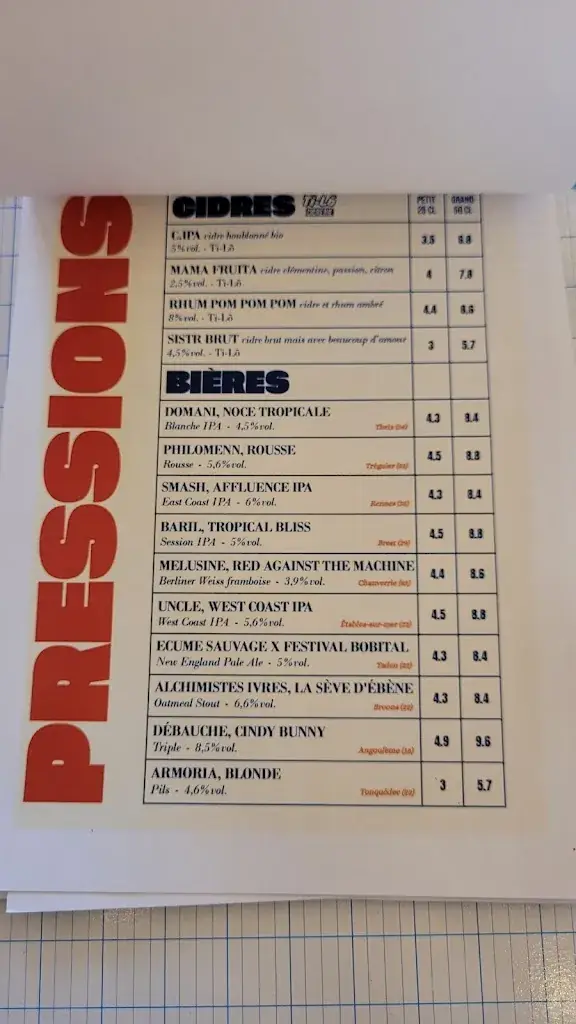 PRESSIONS
CIDRES Ti-Lô
PETIT 25 CL GRAND 50 CL
C.IPA cidre houblonné bio 3.5 6.8
5%vol. - Ti-Lô
MAMA FRUITA cidre clémentine, passion, citron 4 7.8
2,5%vol. - Ti-Lô
RHUM POM POM POM cidre et rhum ambré 4.4 8.6
8%vol. - Ti-Lô
SISTR BRUT cidre brut mais avec beaucoup d'amour 3 5.7
4,5%vol. - Ti-Lô
BIÈRES
DOMANI, NOCE TROPICALE 4.3 8.4
Blanche IPA - 4,5%vol.
PHILOMENN, ROUSSE 4.5 8.8
Rousse - 5,6%vol. Tréguier (22)
SMASH, AFFLUENCE IPA 4.3 8.4
East Coast IPA - 6%vol. Rennes
BARIL, TROPICAL BLISS 4.5 8.8
Session IPA - 5%vol. Brest (29)
MELUSINE, RED AGAINST THE MACHINE 4.4 8.6
Berliner Weiss framboise - 3,9%vol. Chanverrie (85)
UNCLE, WEST COAST IPA 4.5 8.8
West Coast IPA - 5,6%vol. Étables-sur-mer (22)
ECUME SAUVAGE X FESTIVAL BOBITAL 4.3 8.4
New England Pale Ale - 5%vol. (22)
ALCHIMISTES IVRES, LA SÈVE D'ÉBÈNE 4.3 8.4
Oatmeal Stout - 6,6%vol. Broons (22)
DÉBAUCHE, CINDY BUNNY 4.9 9.6
Triple - 8,5%vol. Angoulême (16)
ARMORIA, BLONDE 3 5.7
Pils - 4,6%vol. Tonquédec (22)